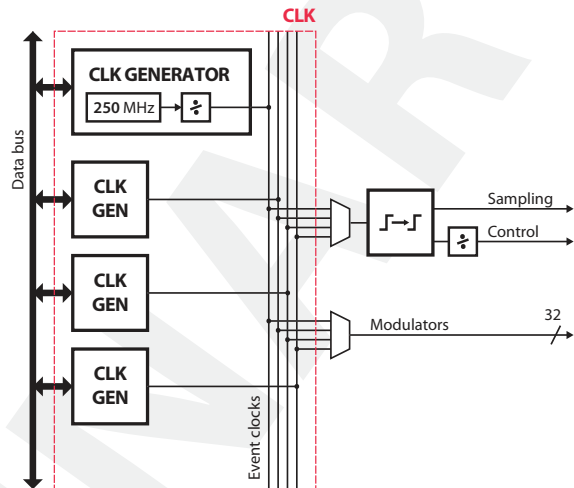 CLK
CLK GENERATOR
250 MHz
÷
Data bus
CLK
GEN
Sampling
Control
÷
CLK
GEN
32
Modulators
CLK
GEN
Event clocks